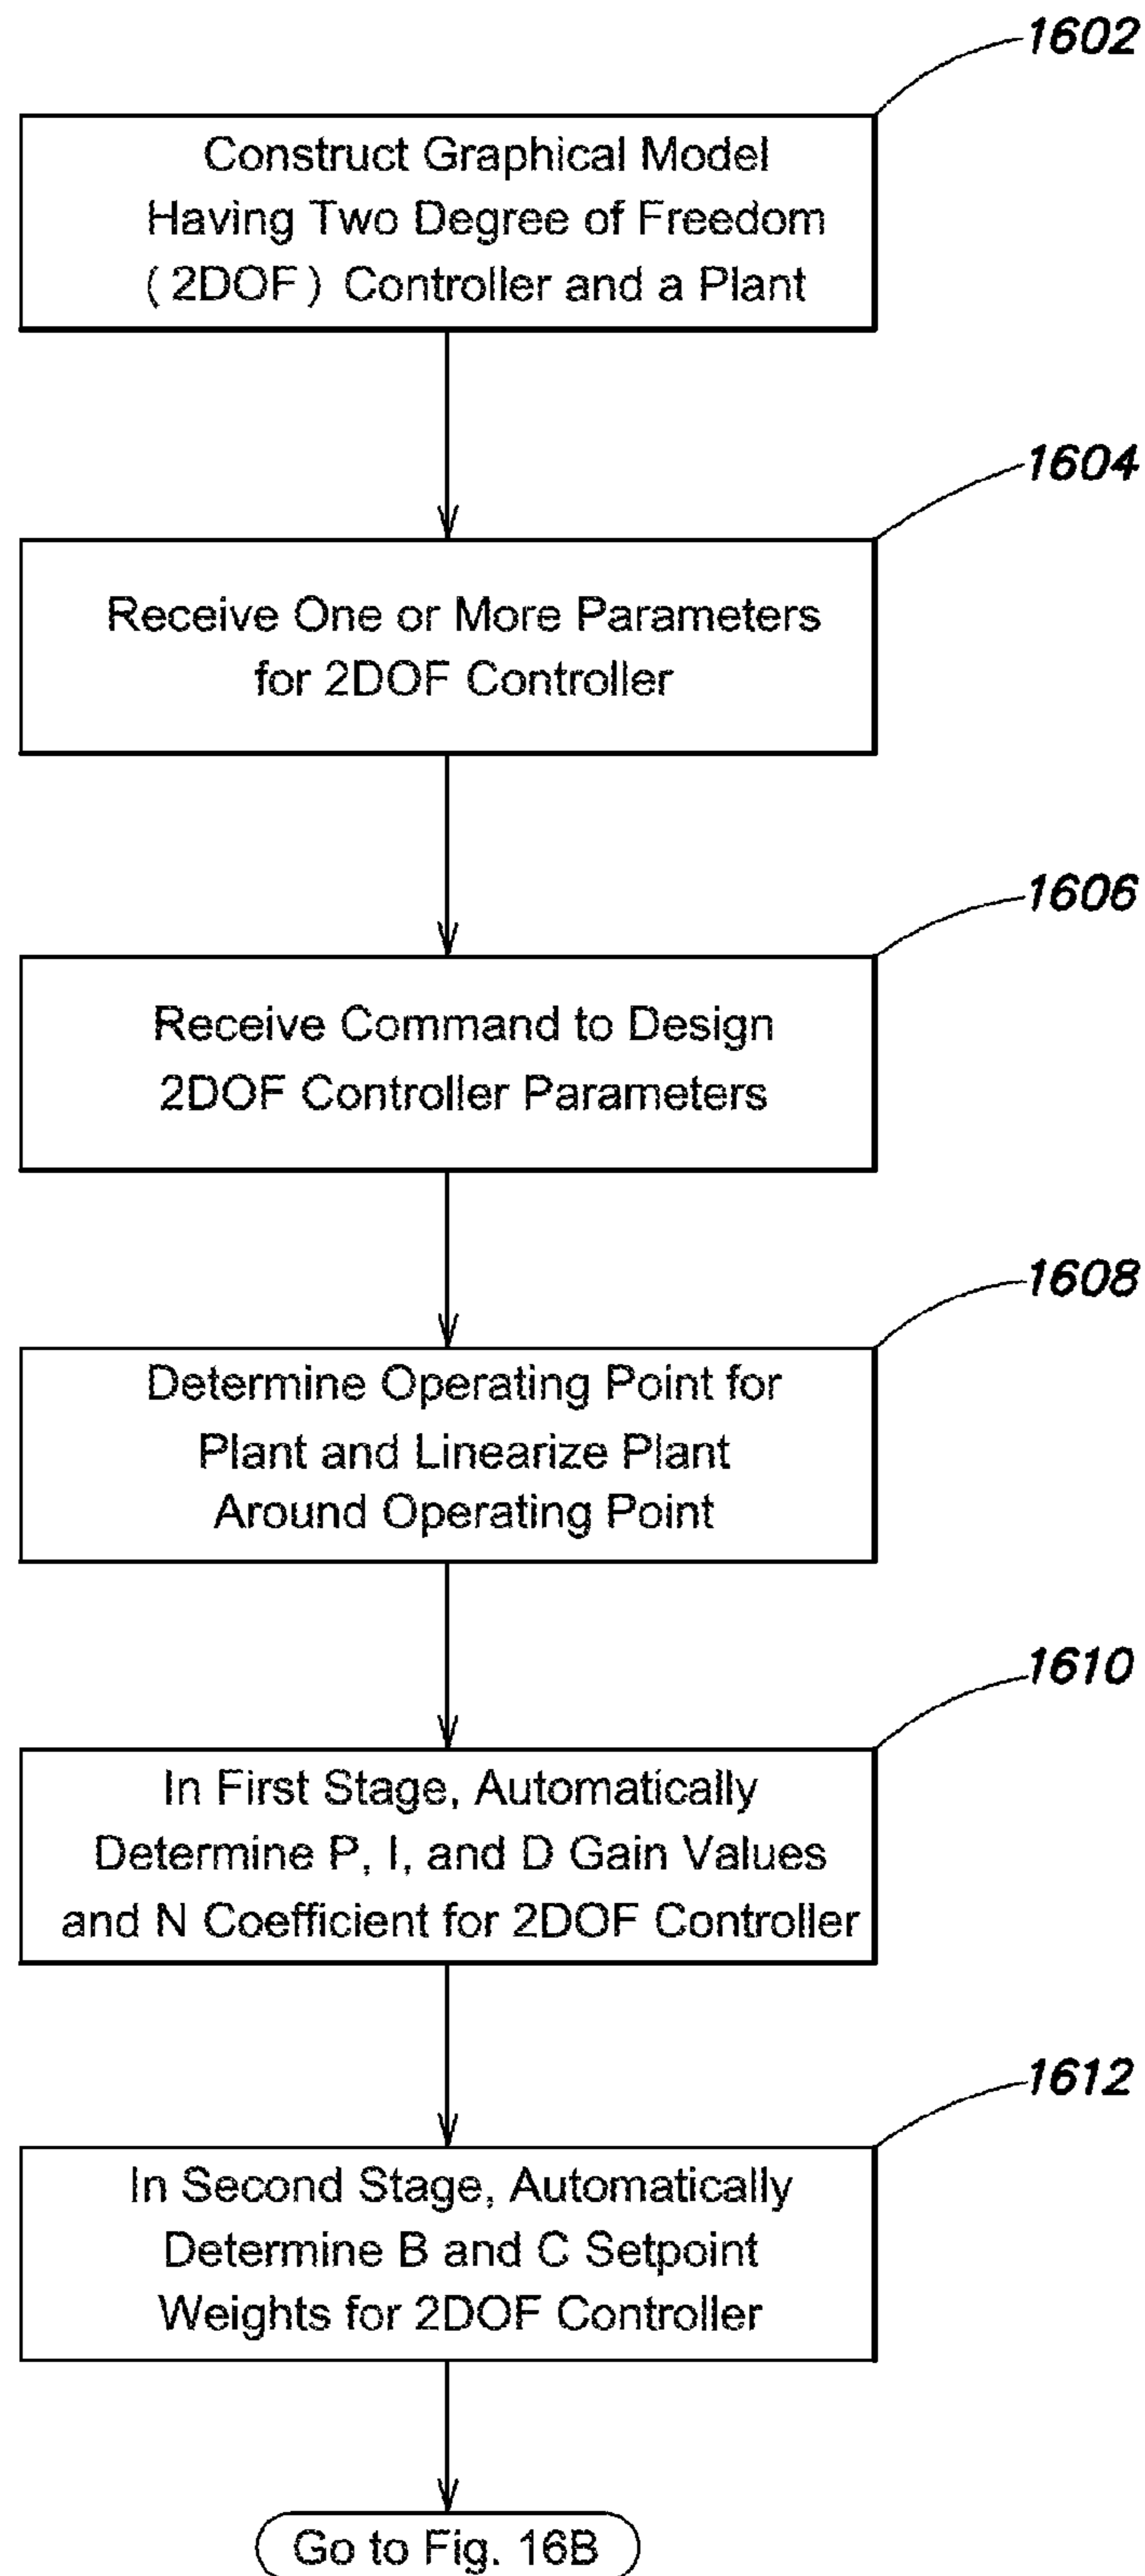 1602
Construct Graphical Model
Having Two Degree of Freedom
(2DOF) Controller and a Plant
1604
Receive One or More Parameters
for 2DOF Controller
1606
Receive Command to Design
2DOF Controller Parameters
1608
Determine Operating Point for
Plant and Linearize Plant
Around Operating Point
1610
In First Stage, Automatically
Determine P, I, and D Gain Values
and N Coefficient for 2DOF Controller
1612
In Second Stage, Automatically
Determine B and C Setpoint
Weights for 2DOF Controller
Go to Fig. 16B